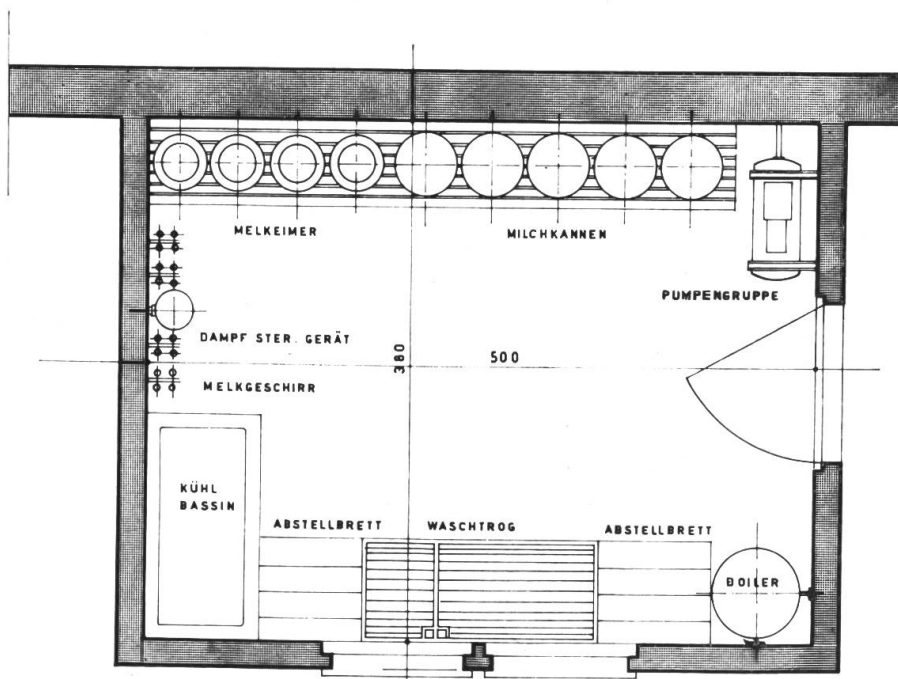 MELKEIMER
MILCHKANNEN
PUMPENGRUPPE
DAMPF STER. GERÄT
380
500
MELKGESCHIRR
KÜHL
BASSIN
ABSTELLBRETT
WASCHTROG
ABSTELLBRETT
BOILER